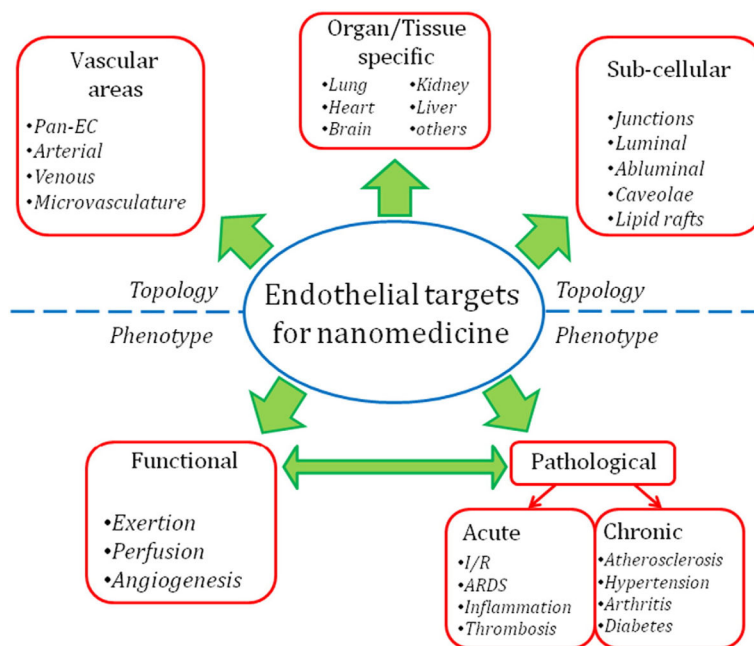 Vascular
areas
•Pan-EC
•Arterial
•Venous
•Microvasculature
Organ/Tissue
specific
•Lung •Kidney
•Heart •Liver
•Brain •others
Sub-cellular
•Junctions
•Luminal
•Abluminal
•Caveolae
•Lipid rafts
Topology
Phenotype
Endothelial targets
for nanomedicine
Topology
Phenotype
Functional
•Exertion
•Perfusion
•Angiogenesis
Pathological
Acute
•I/R
•ARDS
•Inflammation
•Thrombosis
Chronic
•Atherosclerosis
•Hypertension
•Arthritis
•Diabetes